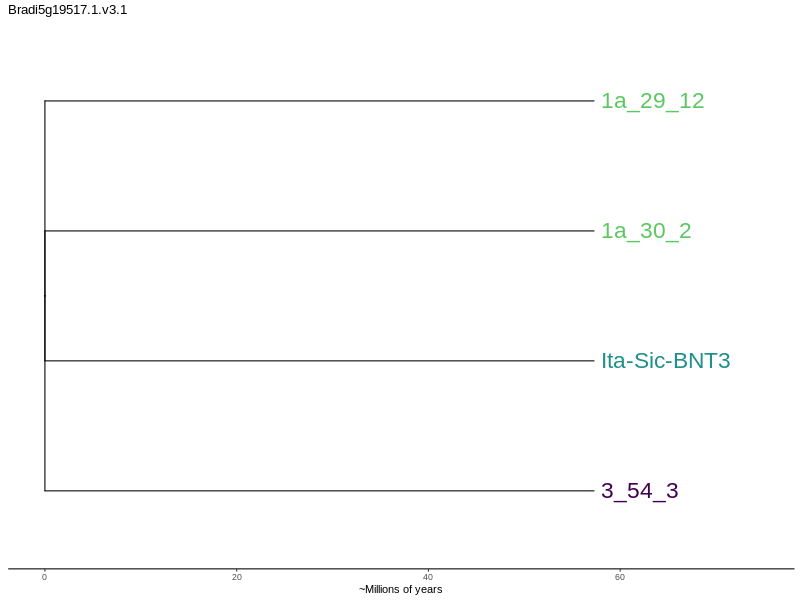 Bradi5g19517.1.v3.1
1a_29_12
1a_30_2
Ita-Sic-BNT3
3_54_3
0 20 40 60
~Millions of years